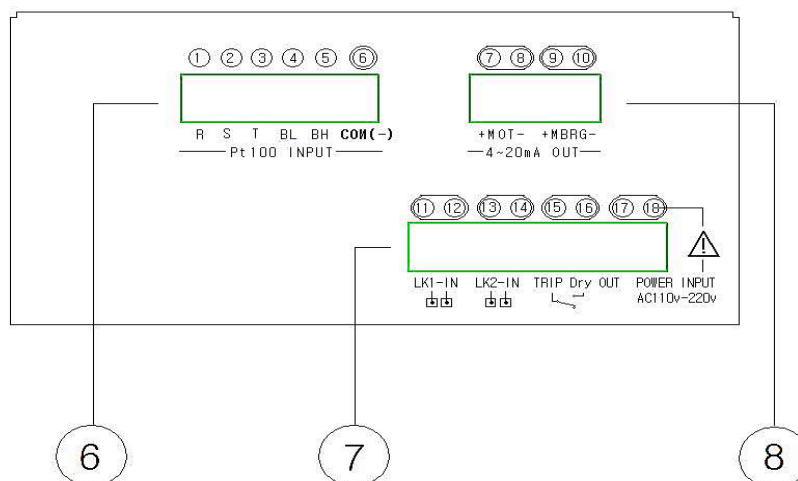 ① ② ③ ④ ⑤ ⑥
⑦ ⑧ ⑨ ⑩
R S T BL BH COM(-)
Pt100 INPUT
+MOT- +MBRG-
4~20mA OUT
⑪ ⑫ ⑬ ⑭ ⑮ ⑯ ⑰ ⑱
LK1-IN LK2-IN TRIP Dry OUT POWER INPUT
AC110v-220v
6 7 8